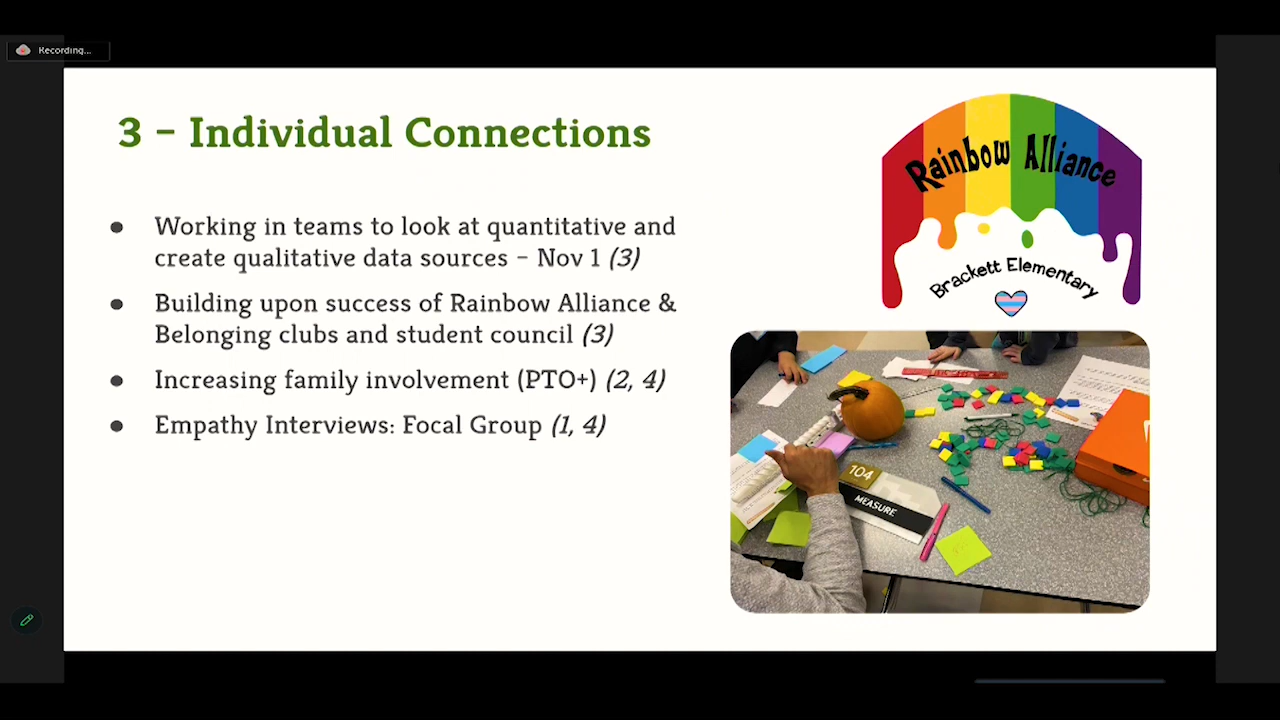 Recording...
3 – Individual Connections
● Working in teams to look at quantitative and
create qualitative data sources – Nov 1 (3)
● Building upon success of Rainbow Alliance &
Belonging clubs and student council (3)
● Increasing family involvement (PTO+) (2, 4)
● Empathy Interviews: Focal Group (1, 4)
Rainbow Alliance
Brackett Elementary
104
MEASURE